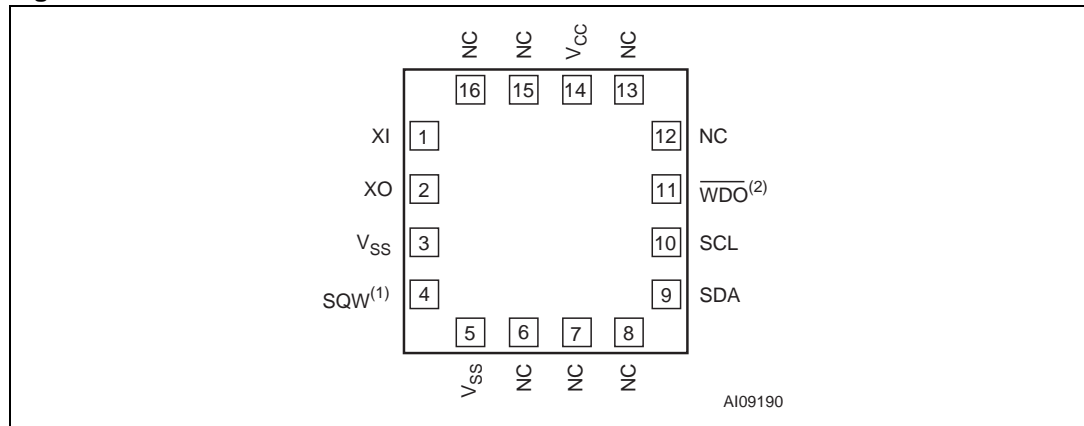 NC NC VCC NC
16 15 14 13
XI 1 12 NC
XO 2 11 W̅D̅O̅(2)
VSS 3 10 SCL
SQW(1) 4 9 SDA
5 6 7 8
VSS NC NC NC
AI09190